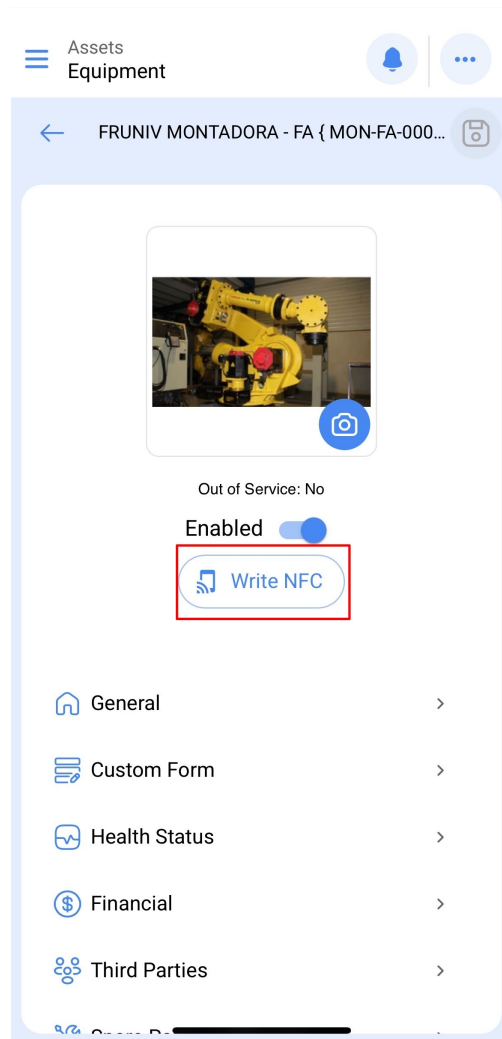 Assets
Equipment
FRUNIV MONTADORA - FA { MON-FA-000...
Out of Service: No
Enabled
Write NFC
General
Custom Form
Health Status
Financial
Third Parties